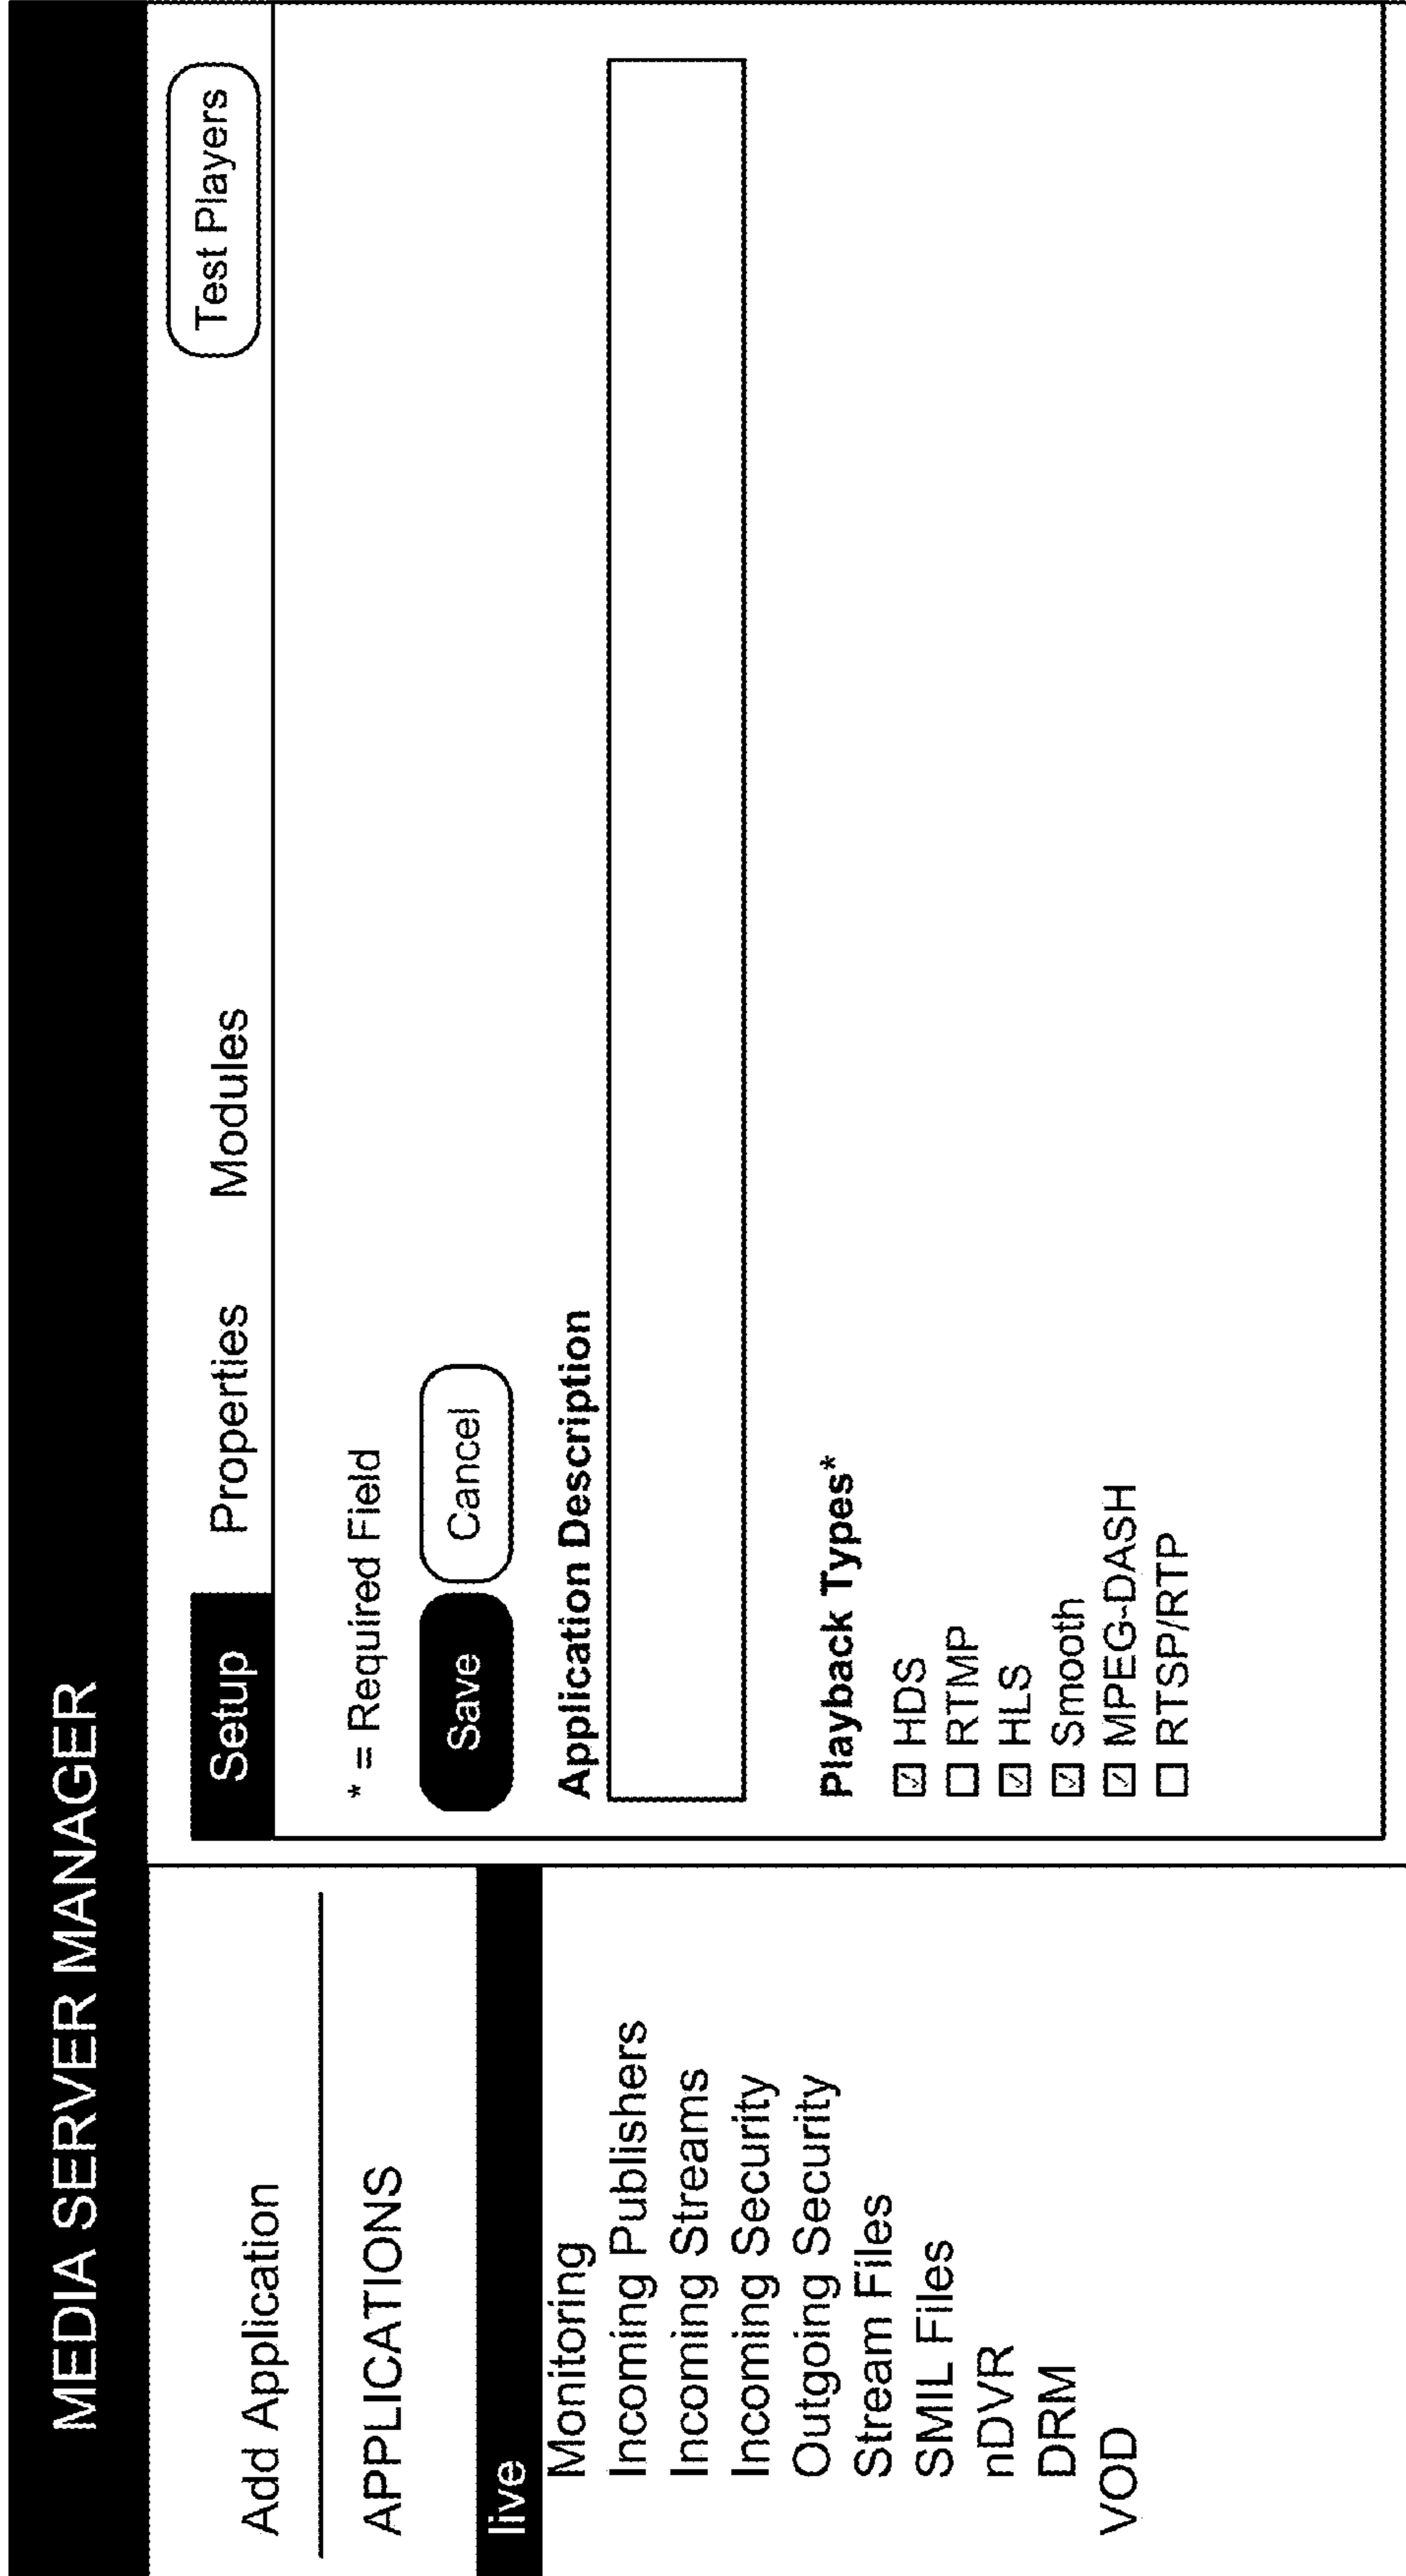 MEDIA SERVER MANAGER
Add Application
APPLICATIONS
live
Monitoring
Incoming Publishers
Incoming Streams
Incoming Security
Outgoing Security
Stream Files
SMIL Files
nDVR
DRM
VOD
Setup Properties Modules Test Players
* = Required Field
Save Cancel
Application Description
Playback Types*
☑ HDS
☐ RTMP
☑ HLS
☑ Smooth
☑ MPEG-DASH
☐ RTSP/RTP